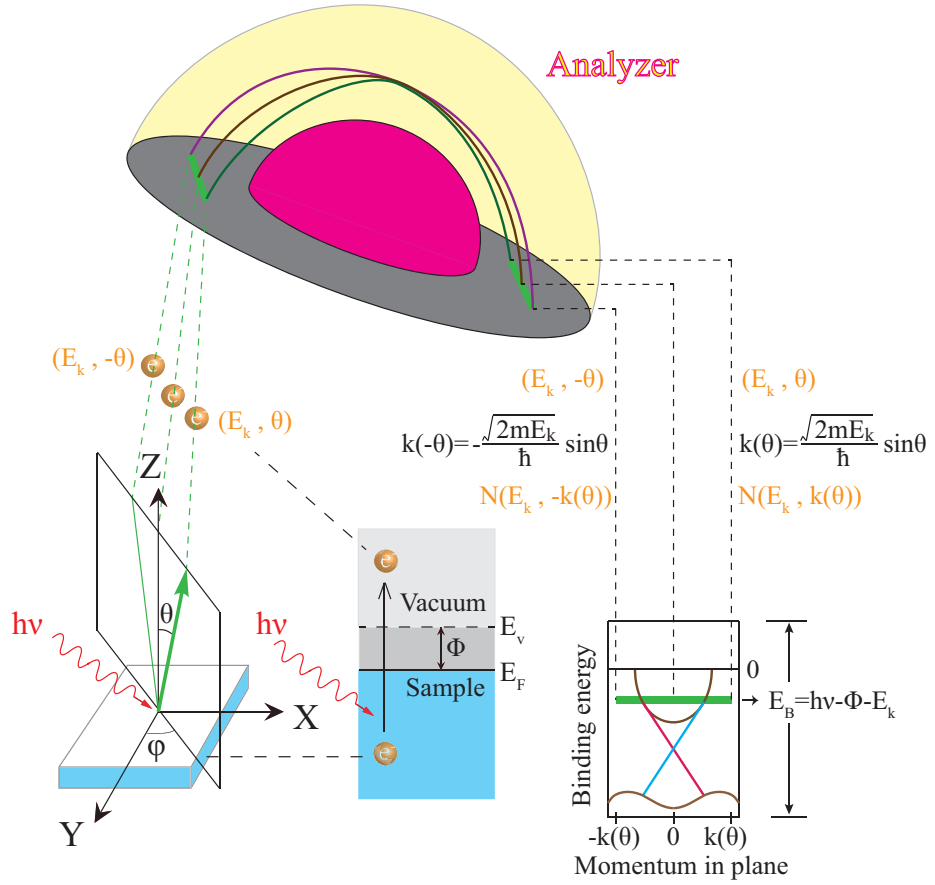 Analyzer
(E_k , -θ)
(E_k , θ)
e
e
e
(E_k , -θ)
(E_k , θ)
k(-θ)=-√2mE_k/ħ sinθ
k(θ)=√2mE_k/ħ sinθ
N(E_k , -k(θ))
N(E_k , k(θ))
Z
θ
hν
X
φ
Y
e
Vacuum
E_v
hν
Φ
E_F
Sample
e
Binding energy
0
E_B=hν-Φ-E_k
-k(θ) 0 k(θ)
Momentum in plane